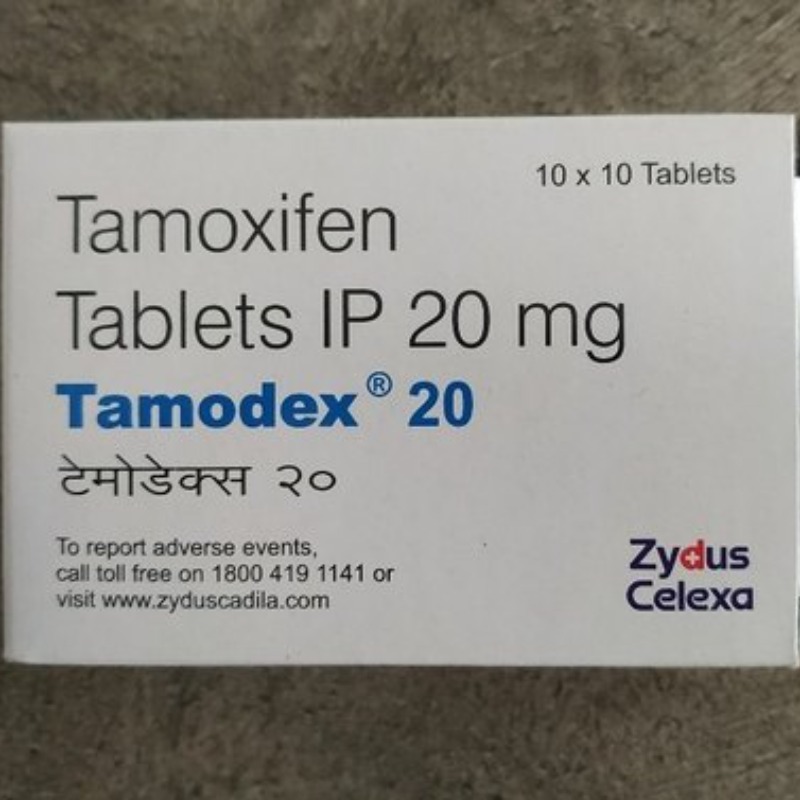 10 x 10 Tablets
Tamoxifen
Tablets IP 20 mg
Tamodex® 20
टेमोडेक्स २०
To report adverse events,
call toll free on 1800 419 1141 or
visit www.zyduscadila.com
Zydus
Celexa